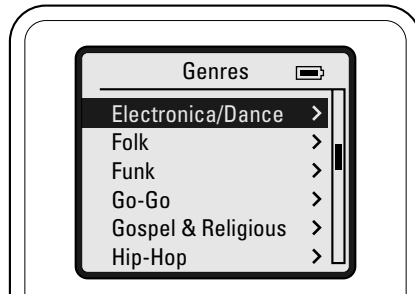 Genres
Electronica/Dance >
Folk >
Funk >
Go-Go >
Gospel & Religious >
Hip-Hop >